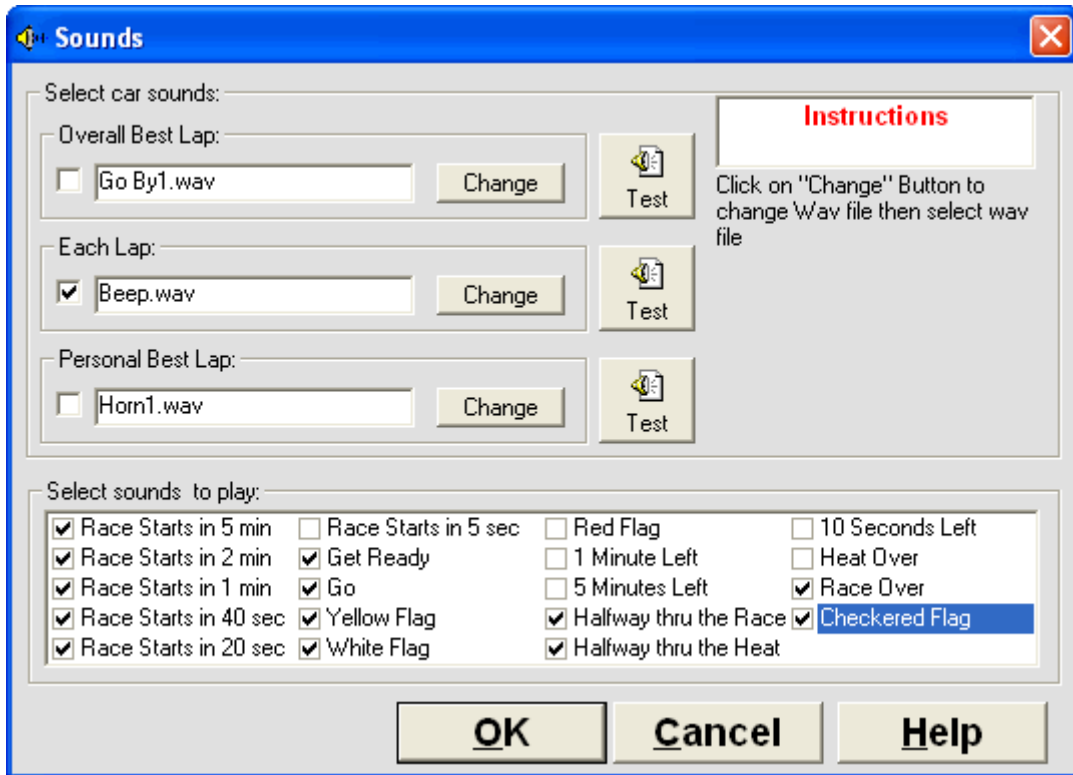 Sounds
Select car sounds:
Overall Best Lap:
Go By1.wav
Change
Test
Each Lap:
Beep.wav
Change
Test
Personal Best Lap:
Horn1.wav
Change
Test
Instructions
Click on "Change" Button to
change Wav file then select wav
file
Select sounds to play:
Race Starts in 5 min
Race Starts in 2 min
Race Starts in 1 min
Race Starts in 40 sec
Race Starts in 20 sec
Race Starts in 5 sec
Get Ready
Go
Yellow Flag
White Flag
Red Flag
1 Minute Left
5 Minutes Left
Halfway thru the Race
Halfway thru the Heat
10 Seconds Left
Heat Over
Race Over
Checkered Flag
OK
Cancel
Help